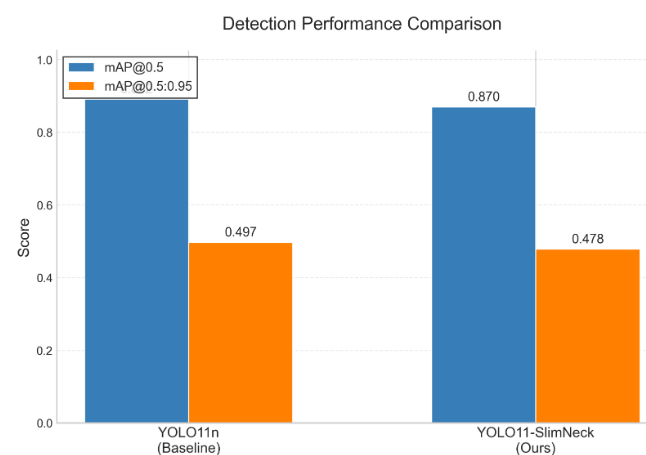 Detection Performance Comparison
mAP@0.5
mAP@0.5:0.95
1.0
0.8
0.6
0.4
0.2
0.0
Score
0.870
0.497
0.478
YOLO11n
(Baseline)
YOLO11-SlimNeck
(Ours)